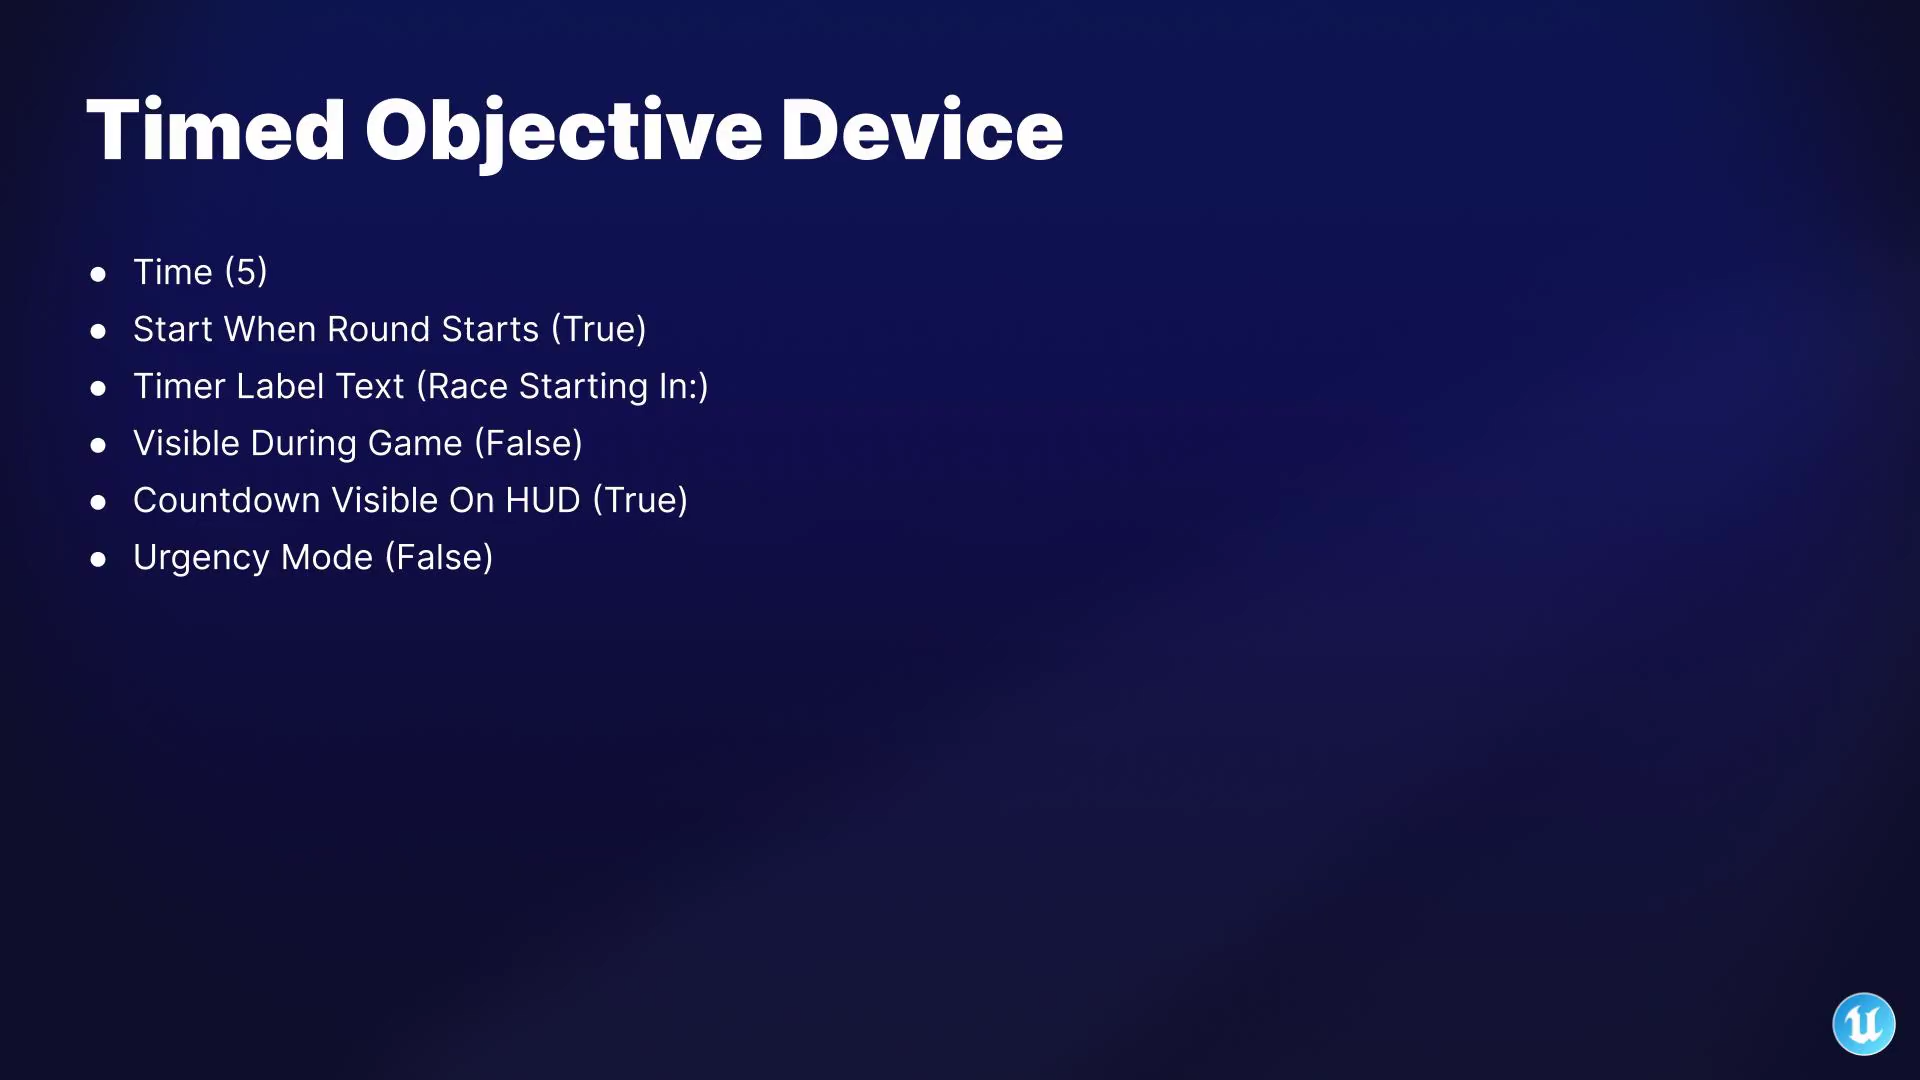 Timed Objective Device
● Time (5)
● Start When Round Starts (True)
● Timer Label Text (Race Starting In:)
● Visible During Game (False)
● Countdown Visible On HUD (True)
● Urgency Mode (False)